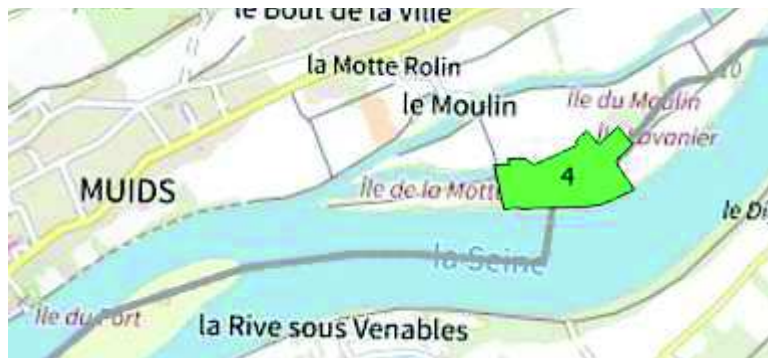 le Bout de la Ville
la Motte Rolin
10
le Moulin
île du Moulin
MUIDS
Île de la Motte
4
la Seine
Île du Port
la Rive sous Venables